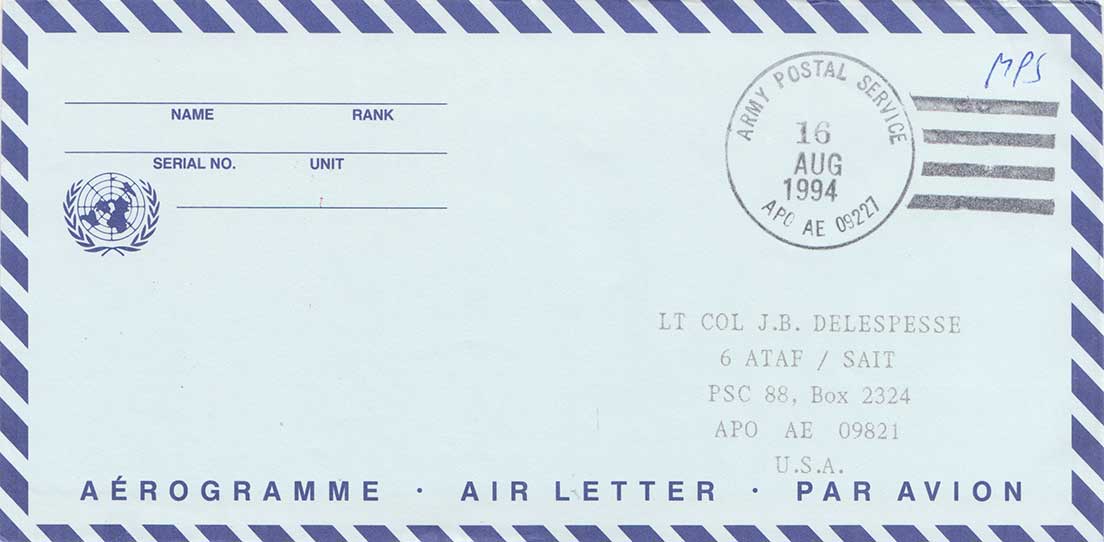 MPS
ARMY POSTAL SERVICE
16
AUG
1994
APO AE 09227
NAME RANK
SERIAL NO. UNIT
LT COL J.B. DELESPESSE
6 ATAF / SAIT
PSC 88, Box 2324
APO AE 09821
U.S.A.
AÉROGRAMME · AIR LETTER · PAR AVION